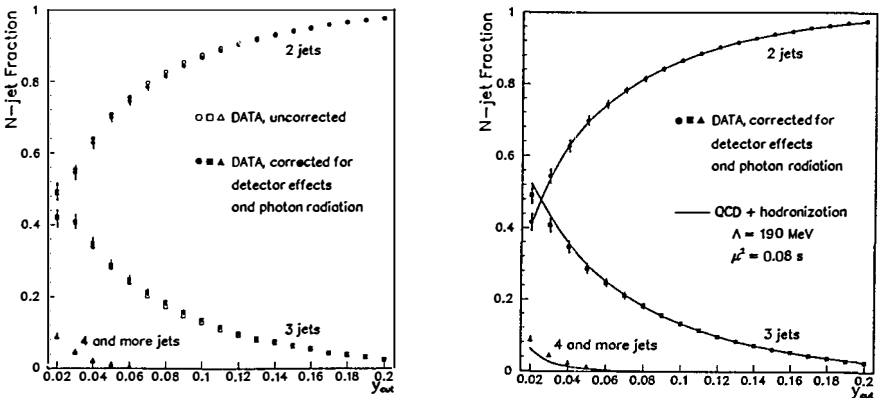 N-jet Fraction
1
0.8
0.6
0.4
0.2
0
2 jets
○□△ DATA, uncorrected
●■▲ DATA, corrected for
detector effects
and photon radiation
3 jets
4 and more jets
0.02 0.04 0.06 0.08 0.1 0.12 0.14 0.16 0.18 0.2
y_cut
N-jet Fraction
1
0.8
0.6
0.4
0.2
0
2 jets
●■▲ DATA, corrected for
detector effects
and photon radiation
QCD + hadronization
Λ = 190 MeV
μ² = 0.08 s
3 jets
4 and more jets
0.02 0.04 0.06 0.08 0.1 0.12 0.14 0.16 0.18 0.2
y_cut